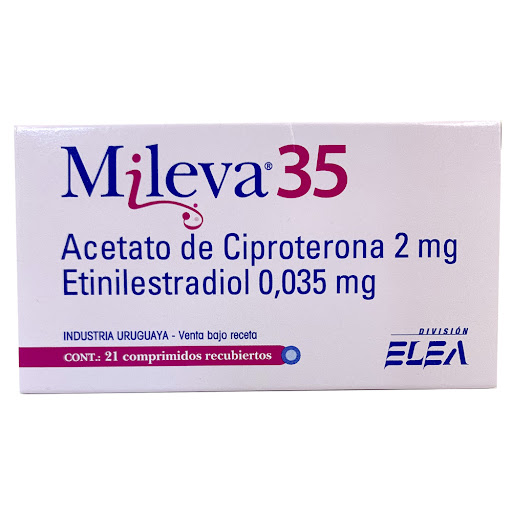 Mileva® 35
Acetato de Ciproterona 2 mg
Etinilestradiol 0,035 mg
INDUSTRIA URUGUAYA - Venta bajo receta
CONT.: 21 comprimidos recubiertos
DIVISIÓN
ELEA